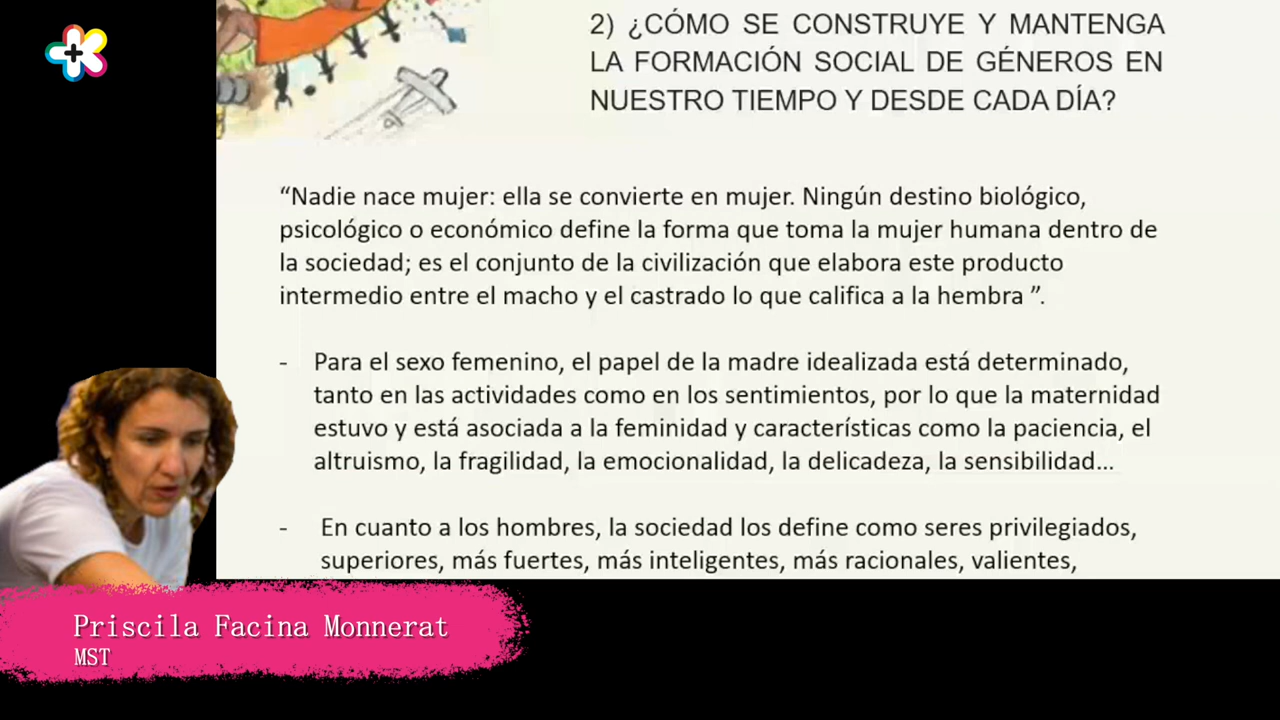 2) ¿CÓMO SE CONSTRUYE Y MANTENGA
LA FORMACIÓN SOCIAL DE GÉNEROS EN
NUESTRO TIEMPO Y DESDE CADA DÍA?
“Nadie nace mujer: ella se convierte en mujer. Ningún destino biológico,
psicológico o económico define la forma que toma la mujer humana dentro de
la sociedad; es el conjunto de la civilización que elabora este producto
intermedio entre el macho y el castrado lo que califica a la hembra ”.
- Para el sexo femenino, el papel de la madre idealizada está determinado,
tanto en las actividades como en los sentimientos, por lo que la maternidad
estuvo y está asociada a la feminidad y características como la paciencia, el
altruismo, la fragilidad, la emocionalidad, la delicadeza, la sensibilidad...
- En cuanto a los hombres, la sociedad los define como seres privilegiados,
superiores, más fuertes, más inteligentes, más racionales, valientes,
Priscila Facina Monnerat
MST